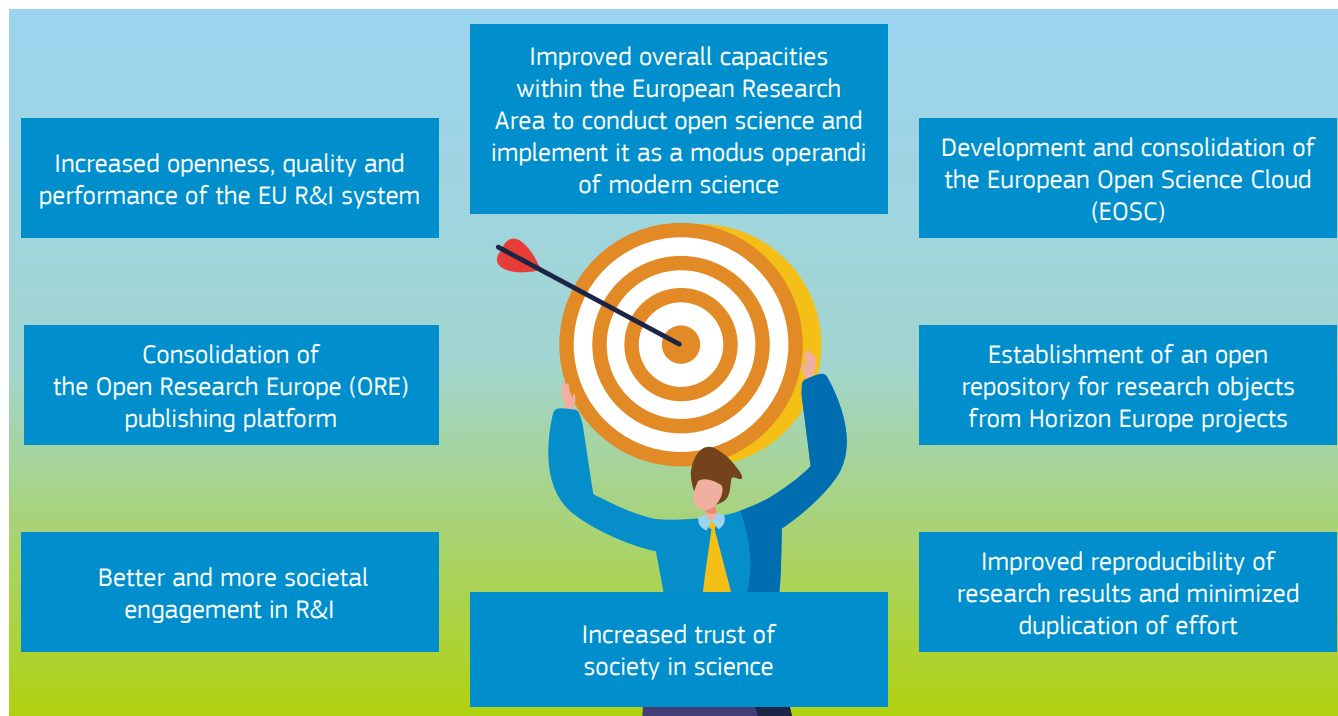 Improved overall capacities
within the European Research
Area to conduct open science and
implement it as a modus operandi
of modern science
Increased openness, quality and
performance of the EU R&I system
Development and consolidation of
the European Open Science Cloud
(EOSC)
Consolidation of
the Open Research Europe (ORE)
publishing platform
Establishment of an open
repository for research objects
from Horizon Europe projects
Better and more societal
engagement in R&I
Increased trust of
society in science
Improved reproducibility of
research results and minimized
duplication of effort